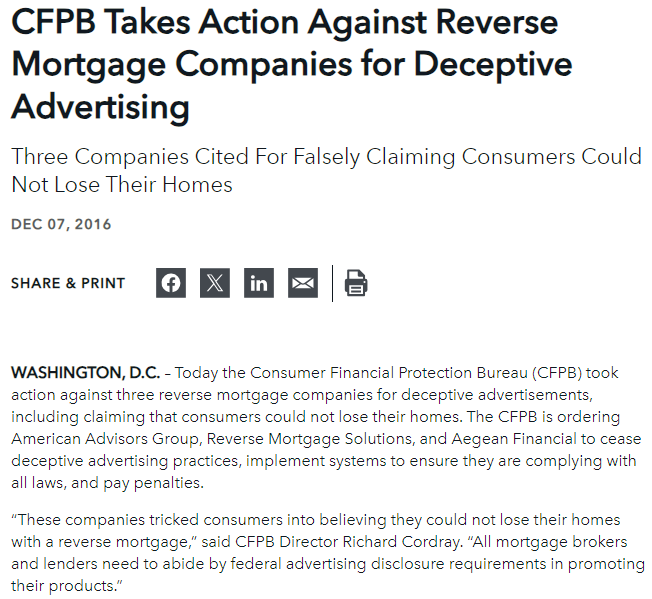 CFPB Takes Action Against Reverse
Mortgage Companies for Deceptive
Advertising
Three Companies Cited For Falsely Claiming Consumers Could
Not Lose Their Homes
DEC 07, 2016
SHARE & PRINT
WASHINGTON, D.C. – Today the Consumer Financial Protection Bureau (CFPB) took
action against three reverse mortgage companies for deceptive advertisements,
including claiming that consumers could not lose their homes. The CFPB is ordering
American Advisors Group, Reverse Mortgage Solutions, and Aegean Financial to cease
deceptive advertising practices, implement systems to ensure they are complying with
all laws, and pay penalties.
“These companies tricked consumers into believing they could not lose their homes
with a reverse mortgage,” said CFPB Director Richard Cordray. “All mortgage brokers
and lenders need to abide by federal advertising disclosure requirements in promoting
their products.”